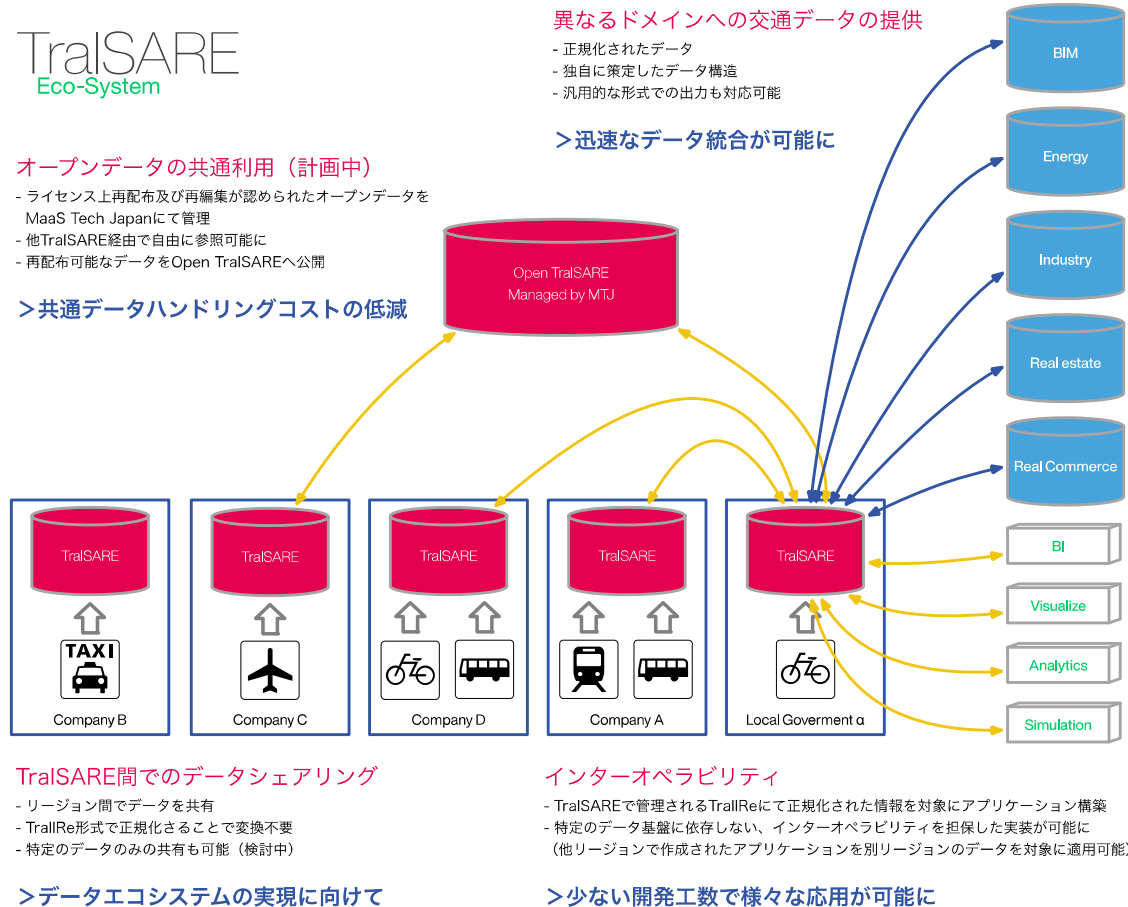 TraISARE
Eco-System
異なるドメインへの交通データの提供
- 正規化されたデータ
- 独自に策定したデータ構造
- 汎用的な形式での出力も対応可能
＞迅速なデータ統合が可能に
オープンデータの共通利用（計画中）
- ライセンス上再配布及び再編集が認められたオープンデータを
MaaS Tech Japanにて管理
- 他TraISARE経由で自由に参照可能に
- 再配布可能なデータをOpen TraISAREへ公開
＞共通データハンドリングコストの低減
Open TraISARE
Managed by MTJ
BIM
Energy
Industry
Real estate
Real Commerce
BI
Visualize
Analytics
Simulation
TraISARE
TAXI
Company B
TraISARE
Company C
TraISARE
Company D
TraISARE
Company A
TraISARE
Local Goverment α
TraISARE間でのデータシェアリング
- リージョン間でデータを共有
- TraIIRe形式で正規化さることで変換不要
- 特定のデータのみの共有も可能（検討中）
＞データエコシステムの実現に向けて
インターオペラビリティ
- TraISAREで管理されるTraIIReにて正規化された情報を対象にアプリケーション構築
- 特定のデータ基盤に依存しない、インターオペラビリティを担保した実装が可能に
（他リージョンで作成されたアプリケーションを別リージョンのデータを対象に適用可能）
＞少ない開発工数で様々な応用が可能に